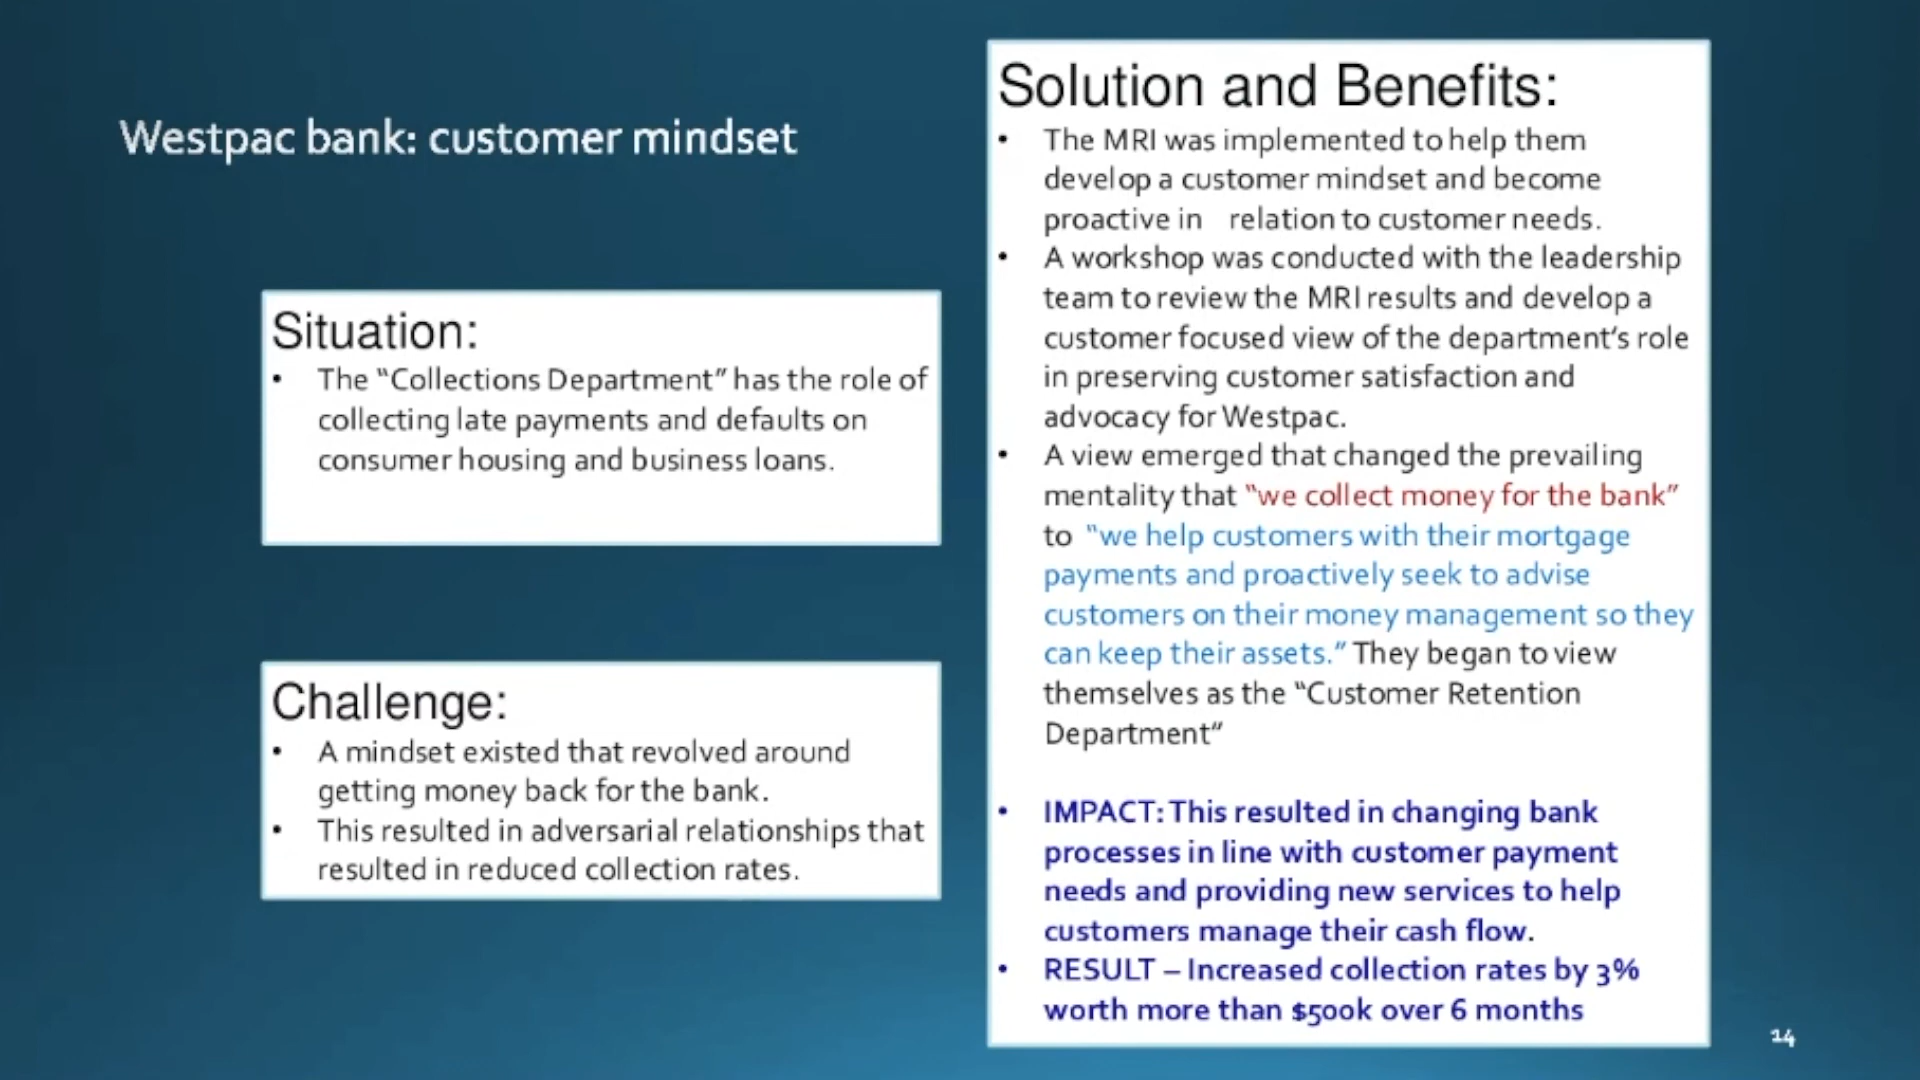 Westpac bank: customer mindset
Situation:
• The “Collections Department” has the role of
collecting late payments and defaults on
consumer housing and business loans.
Challenge:
• A mindset existed that revolved around
getting money back for the bank.
• This resulted in adversarial relationships that
resulted in reduced collection rates.
Solution and Benefits:
• The MRI was implemented to help them
develop a customer mindset and become
proactive in relation to customer needs.
• A workshop was conducted with the leadership
team to review the MRI results and develop a
customer focused view of the department’s role
in preserving customer satisfaction and
advocacy for Westpac.
• A view emerged that changed the prevailing
mentality that “we collect money for the bank”
to “we help customers with their mortgage
payments and proactively seek to advise
customers on their money management so they
can keep their assets.” They began to view
themselves as the “Customer Retention
Department”
• IMPACT: This resulted in changing bank
processes in line with customer payment
needs and providing new services to help
customers manage their cash flow.
• RESULT – Increased collection rates by 3%
worth more than $500k over 6 months
14